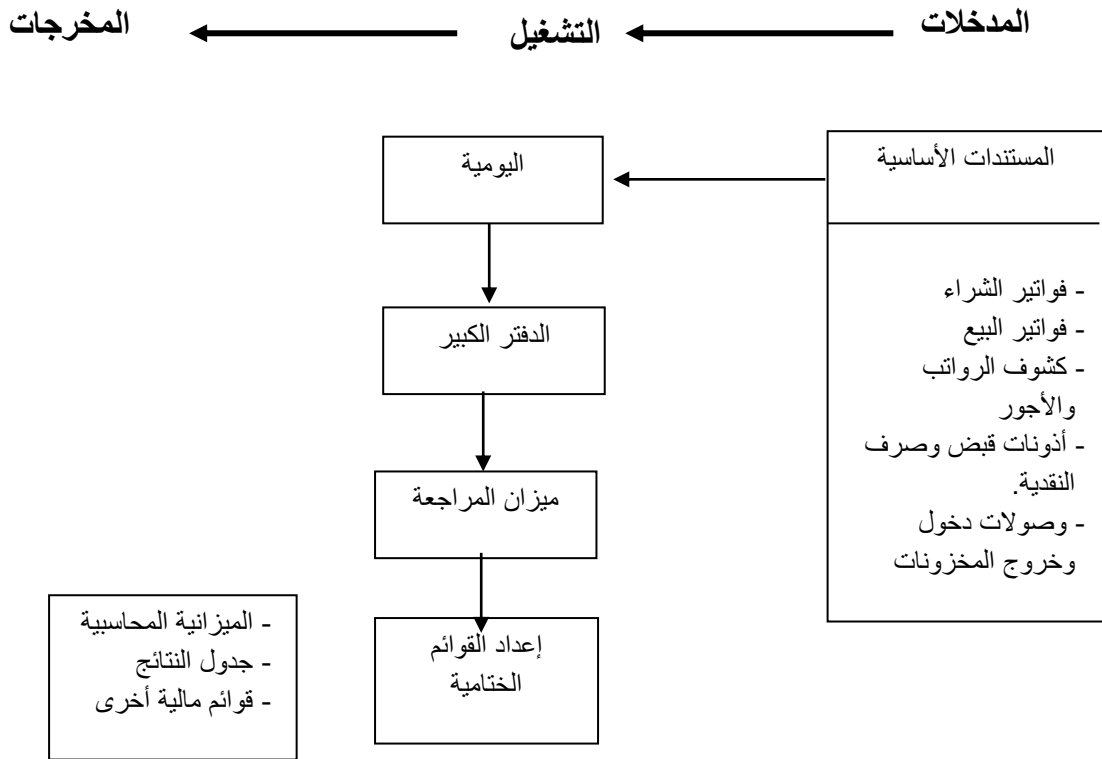 المدخلات
التشغيل
المخرجات
المستندات الأساسية
- فواتير الشراء
- فواتير البيع
- كشوف الرواتب
والأجور
- أذونات قبض وصرف
النقدية.
- وصولات دخول
وخروج المخزونات
اليومية
الدفتر الكبير
ميزان المراجعة
إعداد القوائم
الختامية
- الميزانية المحاسبية
- جدول النتائج
- قوائم مالية أخرى